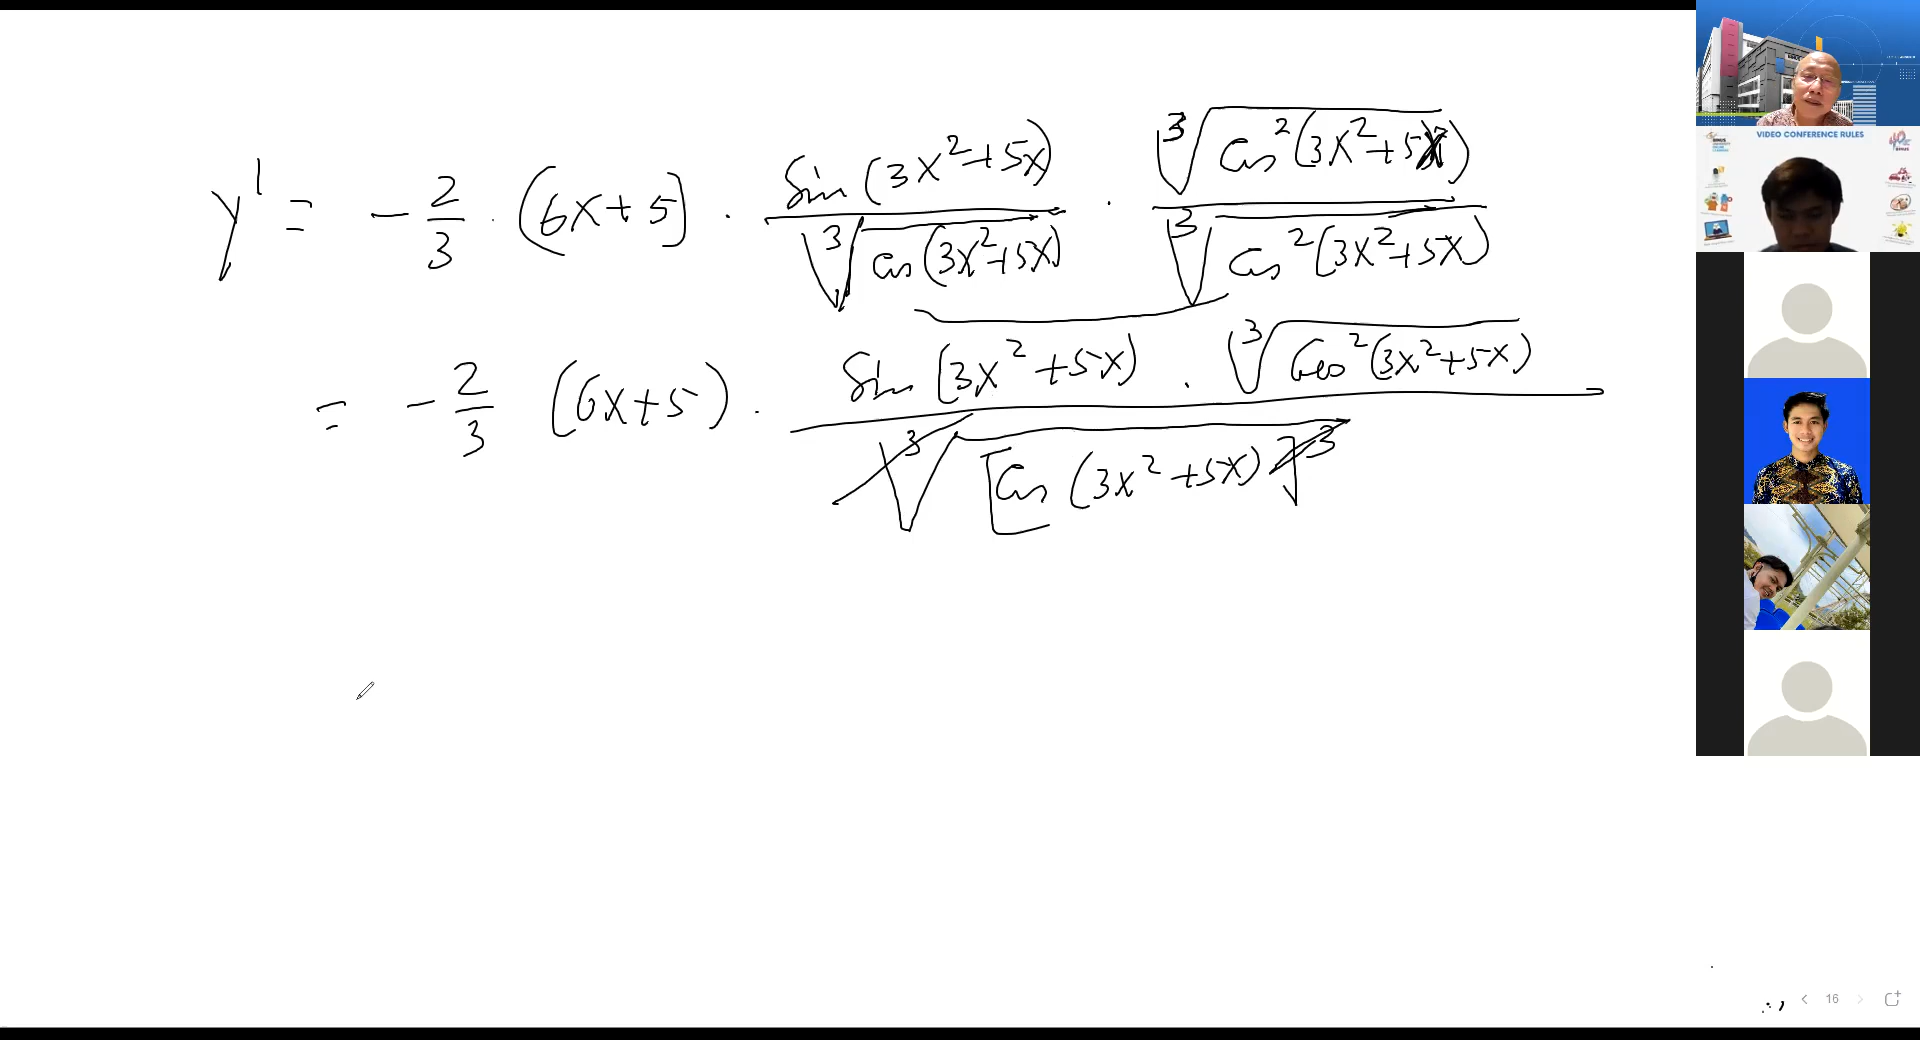 y' = - 2/3 · (6x+5) · sin(3x²+5x) / ∛cos(3x²+5x) · ∛cos²(3x²+5x) / ∛cos²(3x²+5x)
= - 2/3 (6x+5) · sin(3x²+5x) · ∛cos²(3x²+5x) / ∛[cos(3x²+5x)]³
VIDEO CONFERENCE RULES
16